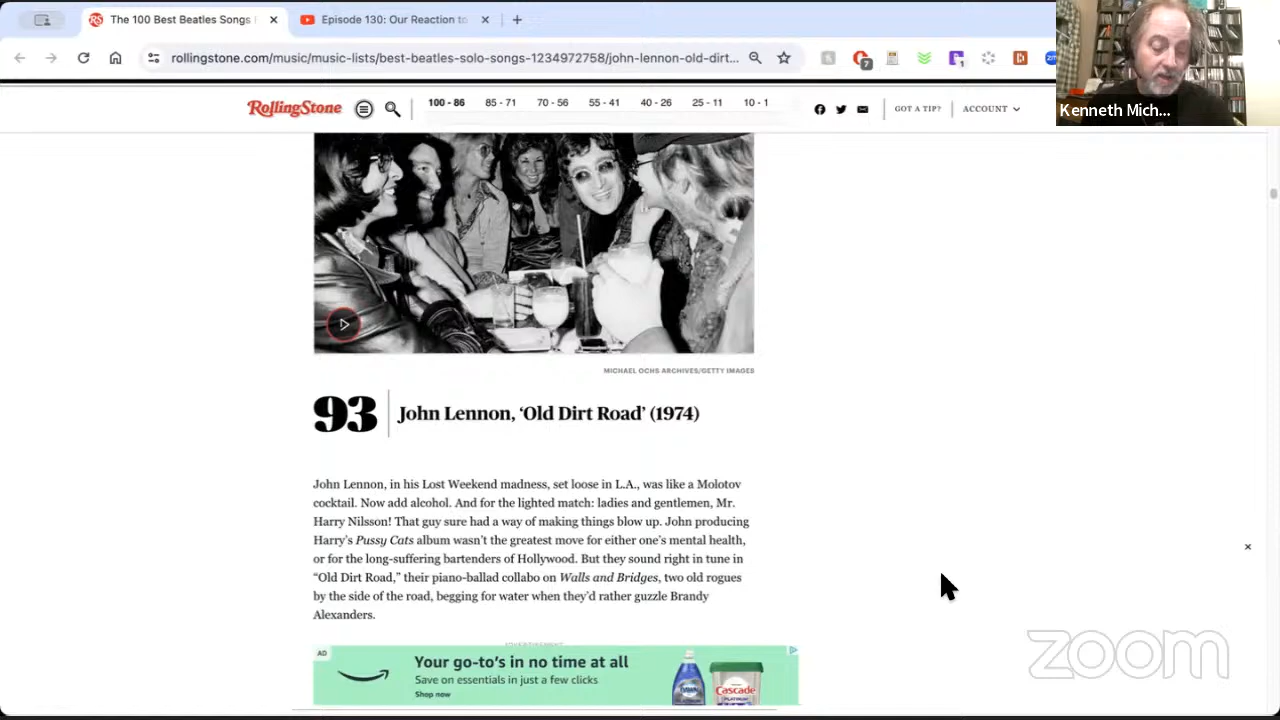 The 100 Best Beatles Songs
Episode 130: Our Reaction to
rollingstone.com/music/music-lists/best-beatles-solo-songs-1234972758/john-lennon-old-dirt...
7
1
Kenneth Mich...
RollingStone
100 - 86 85 - 71 70 - 56 55 - 41 40 - 26 25 - 11 10 - 1
GOT A TIP? ACCOUNT
MICHAEL OCHS ARCHIVES/GETTY IMAGES
93 John Lennon, ‘Old Dirt Road’ (1974)
John Lennon, in his Lost Weekend madness, set loose in L.A., was like a Molotov
cocktail. Now add alcohol. And for the lighted match: ladies and gentlemen, Mr.
Harry Nilsson! That guy sure had a way of making things blow up. John producing
Harry’s Pussy Cats album wasn’t the greatest move for either one’s mental health,
or for the long-suffering bartenders of Hollywood. But they sound right in tune in
“Old Dirt Road,” their piano-ballad collabo on Walls and Bridges, two old rogues
by the side of the road, begging for water when they’d rather guzzle Brandy
Alexanders.
ADVERTISEMENT
AD
Your go-to’s in no time at all
Save on essentials in just a few clicks
Shop now
DAWN
Cascade
PLATINUM
zoom